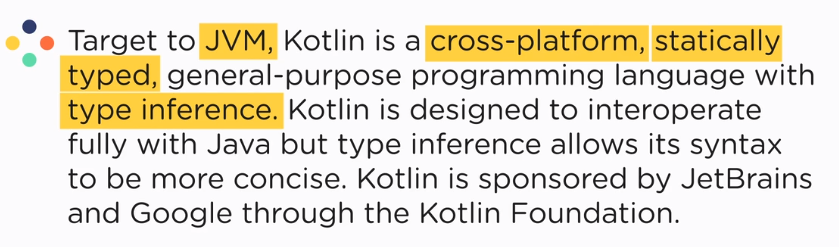 Target to JVM, Kotlin is a cross-platform, statically
typed, general-purpose programming language with
type inference. Kotlin is designed to interoperate
fully with Java but type inference allows its syntax
to be more concise. Kotlin is sponsored by JetBrains
and Google through the Kotlin Foundation.